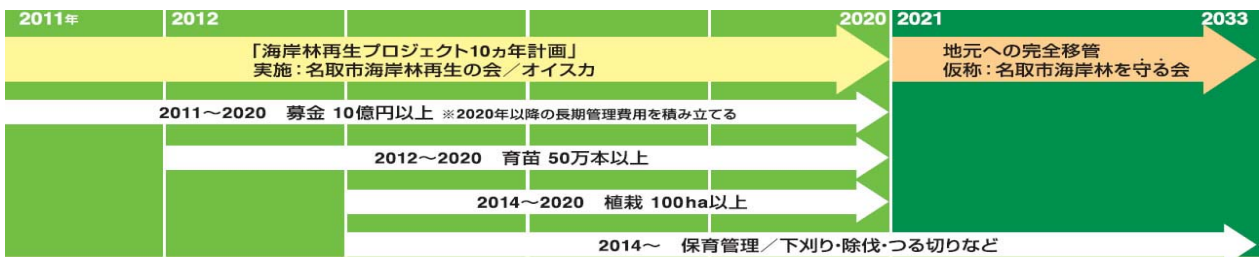 2011年 2012 2020 2021 2033
「海岸林再生プロジェクト10ヵ年計画」
実施：名取市海岸林再生の会／オイスカ
地元への完全移管
仮称：名取市海岸林を守る会
2011〜2020 募金 10億円以上 ※2020年以降の長期管理費用を積み立てる
2012〜2020 育苗 50万本以上
2014〜2020 植栽 100ha以上
2014〜 保育管理／下刈り・除伐・つる切りなど